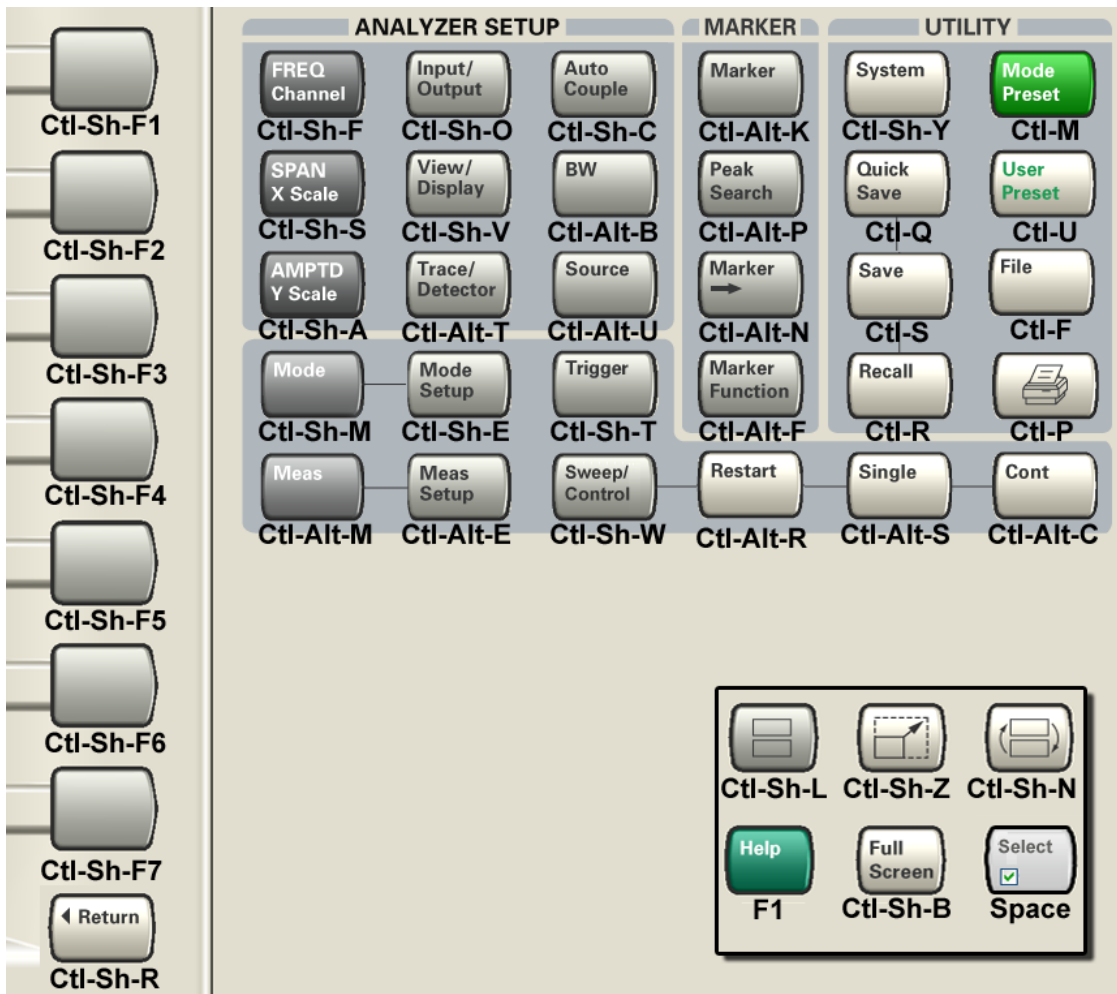 ANALYZER SETUP
MARKER
UTILITY
FREQ
Channel
Ctl-Sh-F
Input/
Output
Ctl-Sh-O
Auto
Couple
Ctl-Sh-C
Marker
Ctl-Alt-K
System
Ctl-Sh-Y
Mode
Preset
Ctl-M
SPAN
X Scale
Ctl-Sh-S
View/
Display
Ctl-Sh-V
BW
Ctl-Alt-B
Peak
Search
Ctl-Alt-P
Quick
Save
Ctl-Q
User
Preset
Ctl-U
AMPTD
Y Scale
Ctl-Sh-A
Trace/
Detector
Ctl-Alt-T
Source
Ctl-Alt-U
Marker
Ctl-Alt-N
Save
Ctl-S
File
Ctl-F
Mode
Ctl-Sh-M
Mode
Setup
Ctl-Sh-E
Trigger
Ctl-Sh-T
Marker
Function
Ctl-Alt-F
Recall
Ctl-R
Ctl-P
Meas
Ctl-Alt-M
Meas
Setup
Ctl-Alt-E
Sweep/
Control
Ctl-Sh-W
Restart
Ctl-Alt-R
Single
Ctl-Alt-S
Cont
Ctl-Alt-C
Ctl-Sh-F1
Ctl-Sh-F2
Ctl-Sh-F3
Ctl-Sh-F4
Ctl-Sh-F5
Ctl-Sh-F6
Ctl-Sh-F7
Return
Ctl-Sh-R
Ctl-Sh-L
Ctl-Sh-Z
Ctl-Sh-N
Help
F1
Full
Screen
Ctl-Sh-B
Select
Space